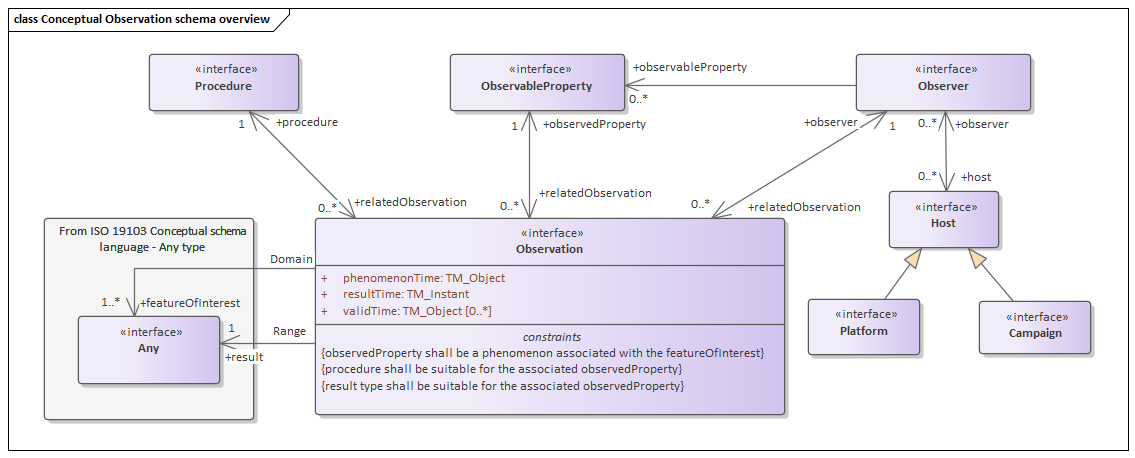 class Conceptual Observation schema overview
«interface»
Procedure
«interface»
ObservableProperty
+observableProperty
0..*
«interface»
Observer
1
+procedure
1
+observedProperty
+observer
1
0..*
+observer
+relatedObservation
0..*
+relatedObservation
0..*
0..*
+relatedObservation
0..*
+host
«interface»
Host
From ISO 19103 Conceptual schema
language - Any type
Domain
1..*
+featureOfInterest
«interface»
Any
1
Range
+result
«interface»
Observation
+ phenomenonTime: TM_Object
+ resultTime: TM_Instant
+ validTime: TM_Object [0..*]
constraints
{observedProperty shall be a phenomenon associated with the featureOfInterest}
{procedure shall be suitable for the associated observedProperty}
{result type shall be suitable for the associated observedProperty}
«interface»
Platform
«interface»
Campaign